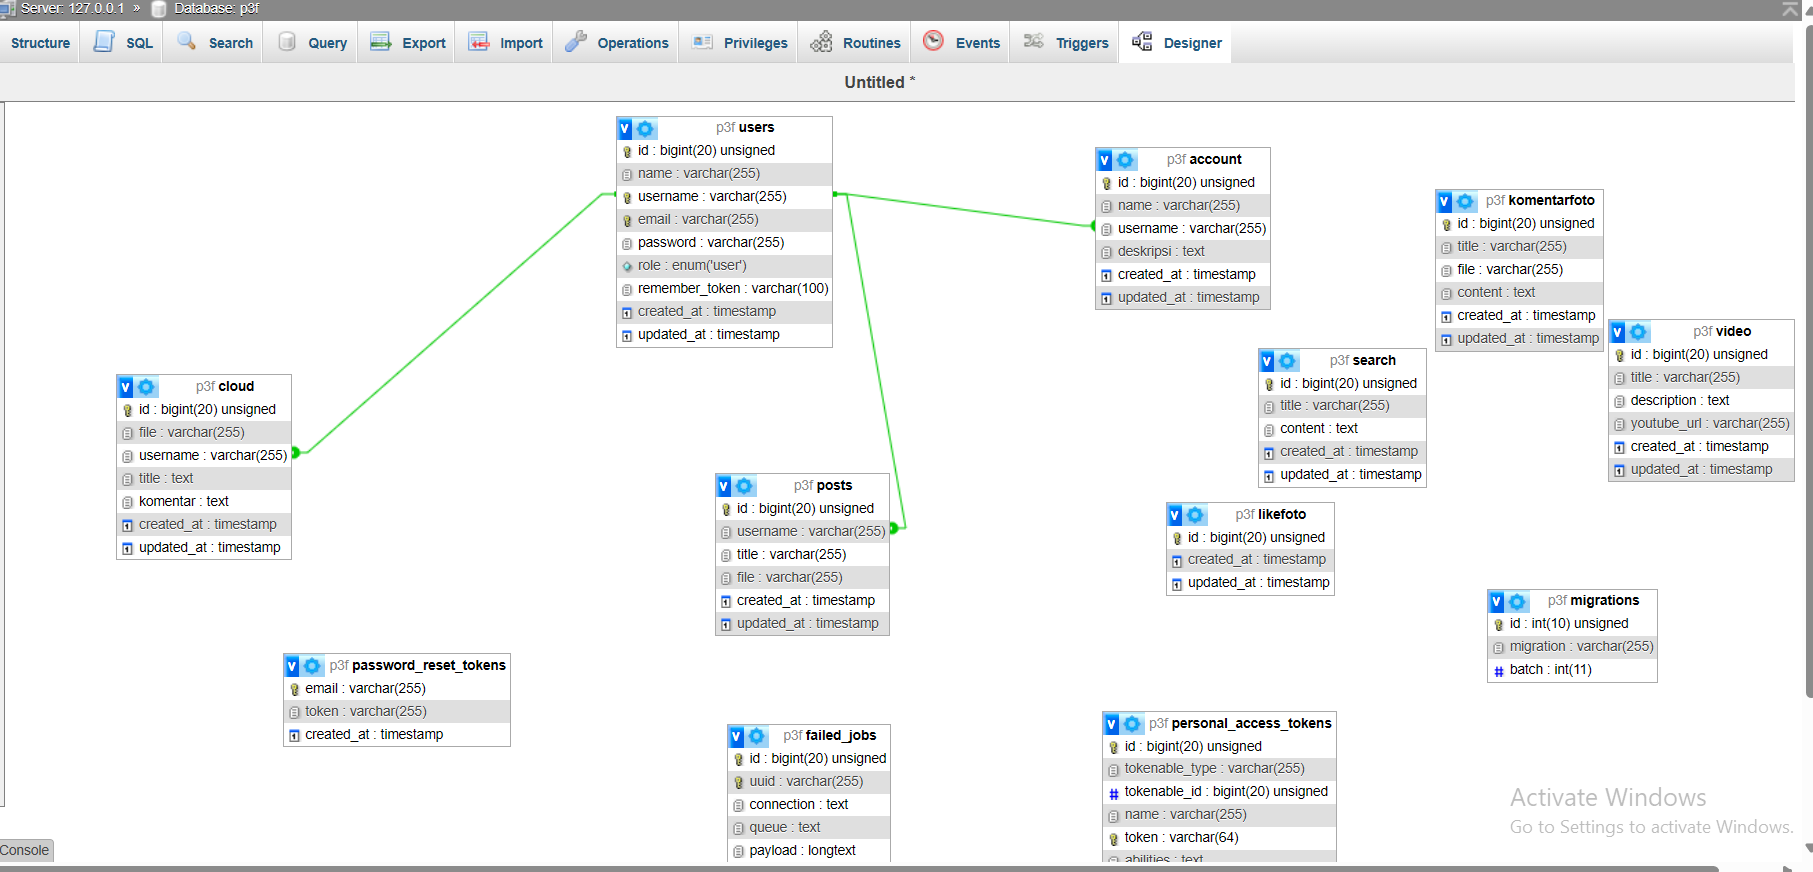 Server: 127.0.0.1 » Database: p3f
Structure SQL Search Query Export Import Operations Privileges Routines Events Triggers Designer
Untitled *
v p3f users
id : bigint(20) unsigned
name : varchar(255)
username : varchar(255)
email : varchar(255)
password : varchar(255)
role : enum('user')
remember_token : varchar(100)
created_at : timestamp
updated_at : timestamp
v p3f account
id : bigint(20) unsigned
name : varchar(255)
username : varchar(255)
deskripsi : text
created_at : timestamp
updated_at : timestamp
v p3f komentarfoto
id : bigint(20) unsigned
title : varchar(255)
file : varchar(255)
content : text
created_at : timestamp
updated_at : timestamp
v p3f video
id : bigint(20) unsigned
title : varchar(255)
description : text
youtube_url : varchar(255)
created_at : timestamp
updated_at : timestamp
v p3f search
id : bigint(20) unsigned
title : varchar(255)
content : text
created_at : timestamp
updated_at : timestamp
v p3f cloud
id : bigint(20) unsigned
file : varchar(255)
username : varchar(255)
title : text
komentar : text
created_at : timestamp
updated_at : timestamp
v p3f posts
id : bigint(20) unsigned
username : varchar(255)
title : varchar(255)
file : varchar(255)
created_at : timestamp
updated_at : timestamp
v p3f likefoto
id : bigint(20) unsigned
created_at : timestamp
updated_at : timestamp
v p3f migrations
id : int(10) unsigned
migration : varchar(255)
# batch : int(11)
v p3f password_reset_tokens
email : varchar(255)
token : varchar(255)
created_at : timestamp
v p3f failed_jobs
id : bigint(20) unsigned
uuid : varchar(255)
connection : text
queue : text
payload : longtext
v p3f personal_access_tokens
id : bigint(20) unsigned
tokenable_type : varchar(255)
# tokenable_id : bigint(20) unsigned
name : varchar(255)
token : varchar(64)
abilities : text
Activate Windows
Go to Settings to activate Windows.
Console